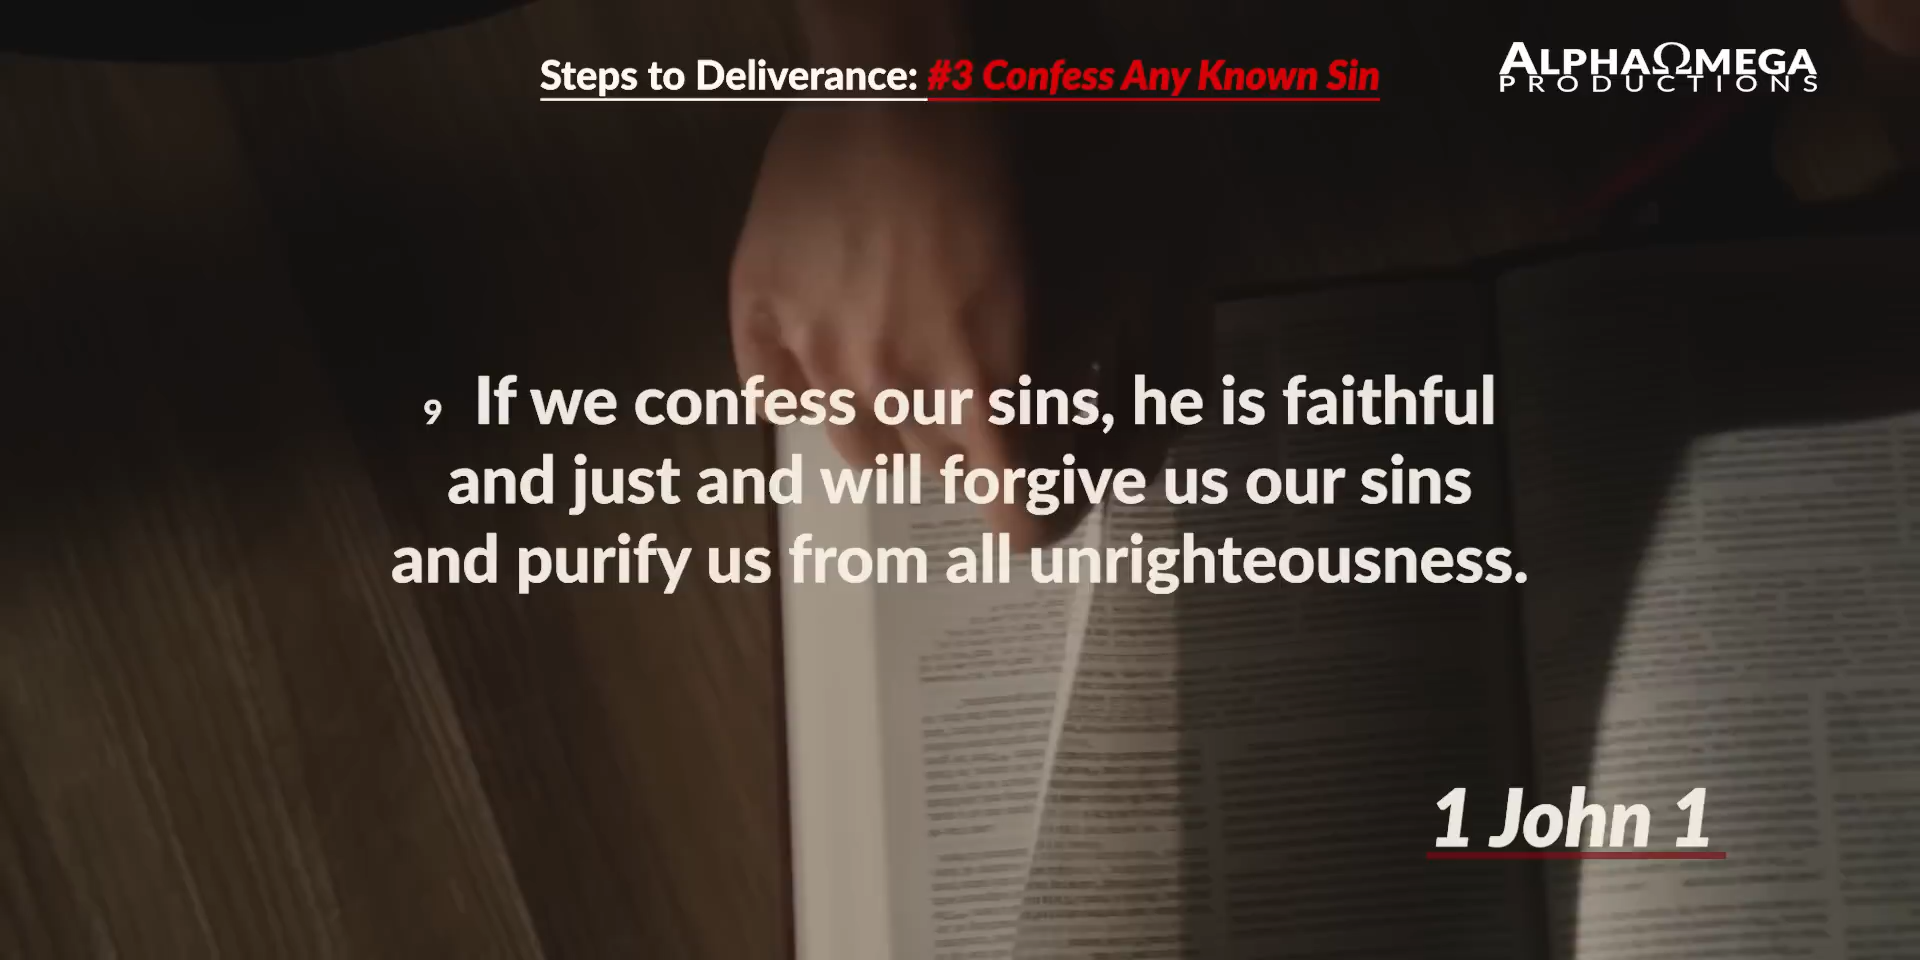 Steps to Deliverance: #3 Confess Any Known Sin
ALPHAΩMEGA
PRODUCTIONS
9 If we confess our sins, he is faithful
and just and will forgive us our sins
and purify us from all unrighteousness.
1 John 1